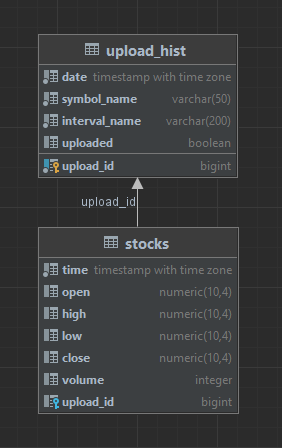 upload_hist
date timestamp with time zone
symbol_name varchar(50)
interval_name varchar(200)
uploaded boolean
upload_id bigint
upload_id
stocks
time timestamp with time zone
open numeric(10,4)
high numeric(10,4)
low numeric(10,4)
close numeric(10,4)
volume integer
upload_id bigint